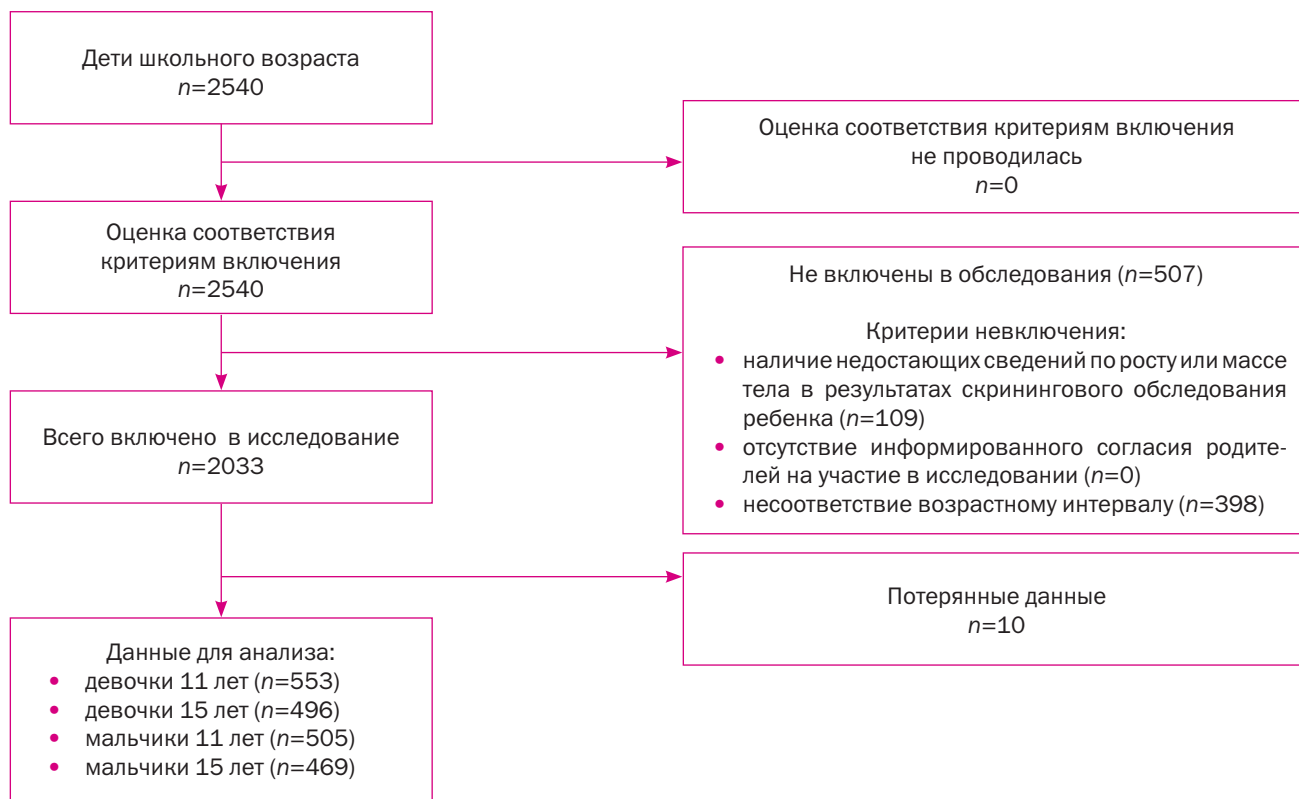 Дети школьного возраста
n=2540
Оценка соответствия критериям включения
не проводилась
n=0
Оценка соответствия
критериям включения
n=2540
Не включены в обследования (n=507)
Критерии невключения:
• наличие недостающих сведений по росту или массе
тела в результатах скринингового обследования
ребенка (n=109)
• отсутствие информированного согласия родите-
лей на участие в исследовании (n=0)
• несоответствие возрастному интервалу (n=398)
Всего включено в исследование
n=2033
Потерянные данные
n=10
Данные для анализа:
• девочки 11 лет (n=553)
• девочки 15 лет (n=496)
• мальчики 11 лет (n=505)
• мальчики 15 лет (n=469)